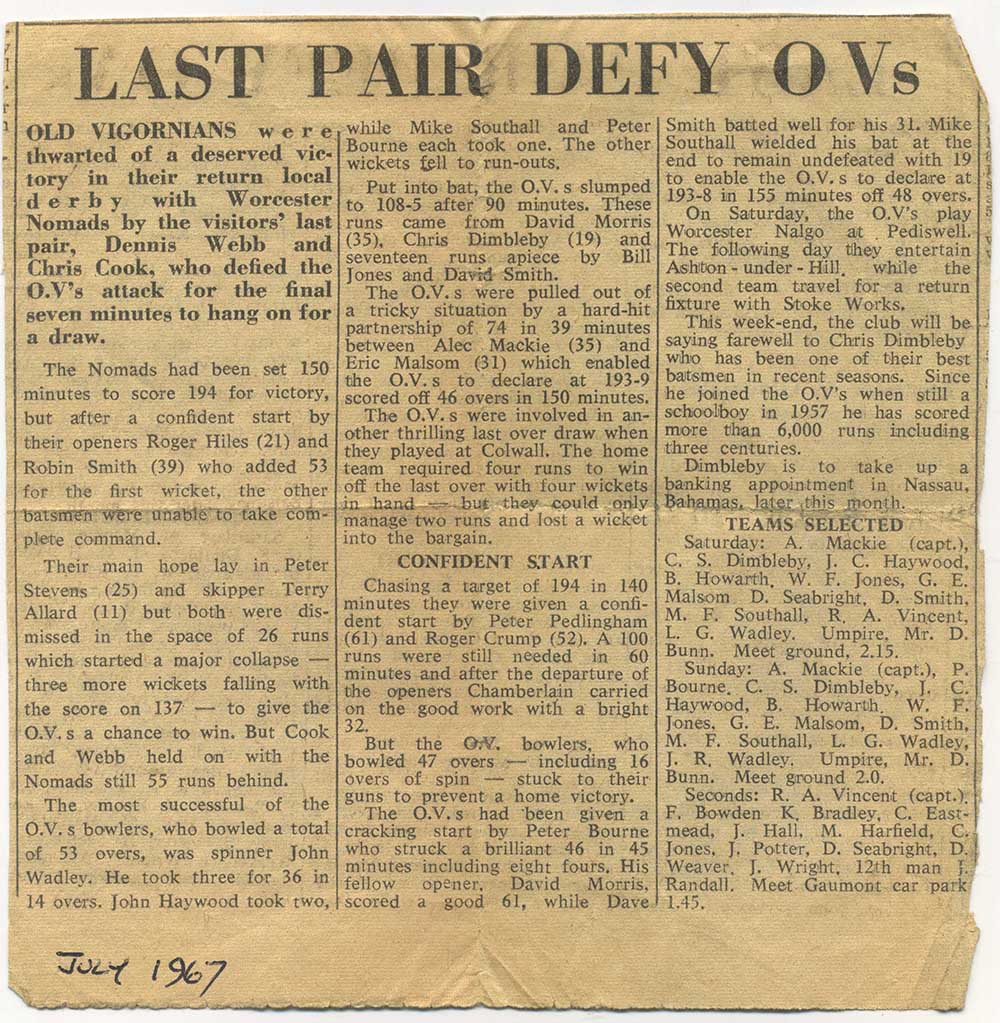 LAST PAIR DEFY O Vs
OLD VIGORNIANS were
thwarted of a deserved vic-
tory in their return local
derby with Worcester
Nomads by the visitors' last
pair, Dennis Webb and
Chris Cook, who defied the
O.V's attack for the final
seven minutes to hang on for
a draw.
The Nomads had been set 150
minutes to score 194 for victory,
but after a confident start by
their openers Roger Hiles (21) and
Robin Smith (39) who added 53
for the first wicket, the other
batsmen were unable to take com-
plete command.
Their main hope lay in Peter
Stevens (25) and skipper Terry
Allard (11) but both were dis-
missed in the space of 26 runs
which started a major collapse —
three more wickets falling with
the score on 137 — to give the
O.V.s a chance to win. But Cook
and Webb held on with the
Nomads still 55 runs behind.
The most successful of the
O.V.s bowlers, who bowled a total
of 53 overs, was spinner John
Wadley. He took three for 36 in
14 overs. John Haywood took two,
while Mike Southall and Peter
Bourne each took one. The other
wickets fell to run-outs.
Put into bat, the O.V.s slumped
to 108-5 after 90 minutes. These
runs came from David Morris
(35), Chris Dimbleby (19) and
seventeen runs apiece by Bill
Jones and David Smith.
The O.V.s were pulled out of
a tricky situation by a hard-hit
partnership of 74 in 39 minutes
between Alec Mackie (35) and
Eric Malsom (31) which enabled
the O.V.s to declare at 193-9
scored off 46 overs in 150 minutes.
The O.V.s were involved in an-
other thrilling last over draw when
they played at Colwall. The home
team required four runs to win
off the last over with four wickets
in hand — but they could only
manage two runs and lost a wicket
into the bargain.
CONFIDENT START
Chasing a target of 194 in 140
minutes they were given a confi-
dent start by Peter Pedlingham
(61) and Roger Crump (52). A 100
runs were still needed in 60
minutes and after the departure of
the openers Chamberlain carried
on the good work with a bright
32.
But the O.V. bowlers, who
bowled 47 overs — including 16
overs of spin — stuck to their
guns to prevent a home victory.
The O.V.s had been given a
cracking start by Peter Bourne
who struck a brilliant 46 in 45
minutes including eight fours. His
fellow opener, David Morris,
scored a good 61, while Dave
Smith batted well for his 31. Mike
Southall wielded his bat at the
end to remain undefeated with 19
to enable the O.V.s to declare at
193-8 in 155 minutes off 48 overs.
On Saturday, the O.V's play
Worcester Nalgo at Pediswell.
The following day they entertain
Ashton-under-Hill, while the
second team travel for a return
fixture with Stoke Works.
This week-end, the club will be
saying farewell to Chris Dimbleby
who has been one of their best
batsmen in recent seasons. Since
he joined the O.V's when still a
schoolboy in 1957 he has scored
more than 6,000 runs including
three centuries.
Dimbleby is to take up a
banking appointment in Nassau,
Bahamas, later this month.
TEAMS SELECTED
Saturday: A. Mackie (capt.),
C. S. Dimbleby, J. C. Haywood,
B. Howarth, W. F. Jones, G. E.
Malsom D. Seabright, D. Smith,
M. F. Southall, R. A. Vincent,
L. G. Wadley. Umpire, Mr. D.
Bunn. Meet ground, 2.15.
Sunday: A. Mackie (capt.), P.
Bourne, C. S. Dimbleby, J. C.
Haywood, B. Howarth, W. F.
Jones, G. E. Malsom, D. Smith,
M. F. Southall, L. G. Wadley,
J. R. Wadley. Umpire, Mr. D.
Bunn. Meet ground 2.0.
Seconds: R. A. Vincent (capt.),
F. Bowden K. Bradley, C. East-
mead, J. Hall, M. Harfield, C.
Jones, J. Potter, D. Seabright, D.
Weaver, J. Wright. 12th man J.
Randall. Meet Gaumont car park
1.45.
JULY 1967